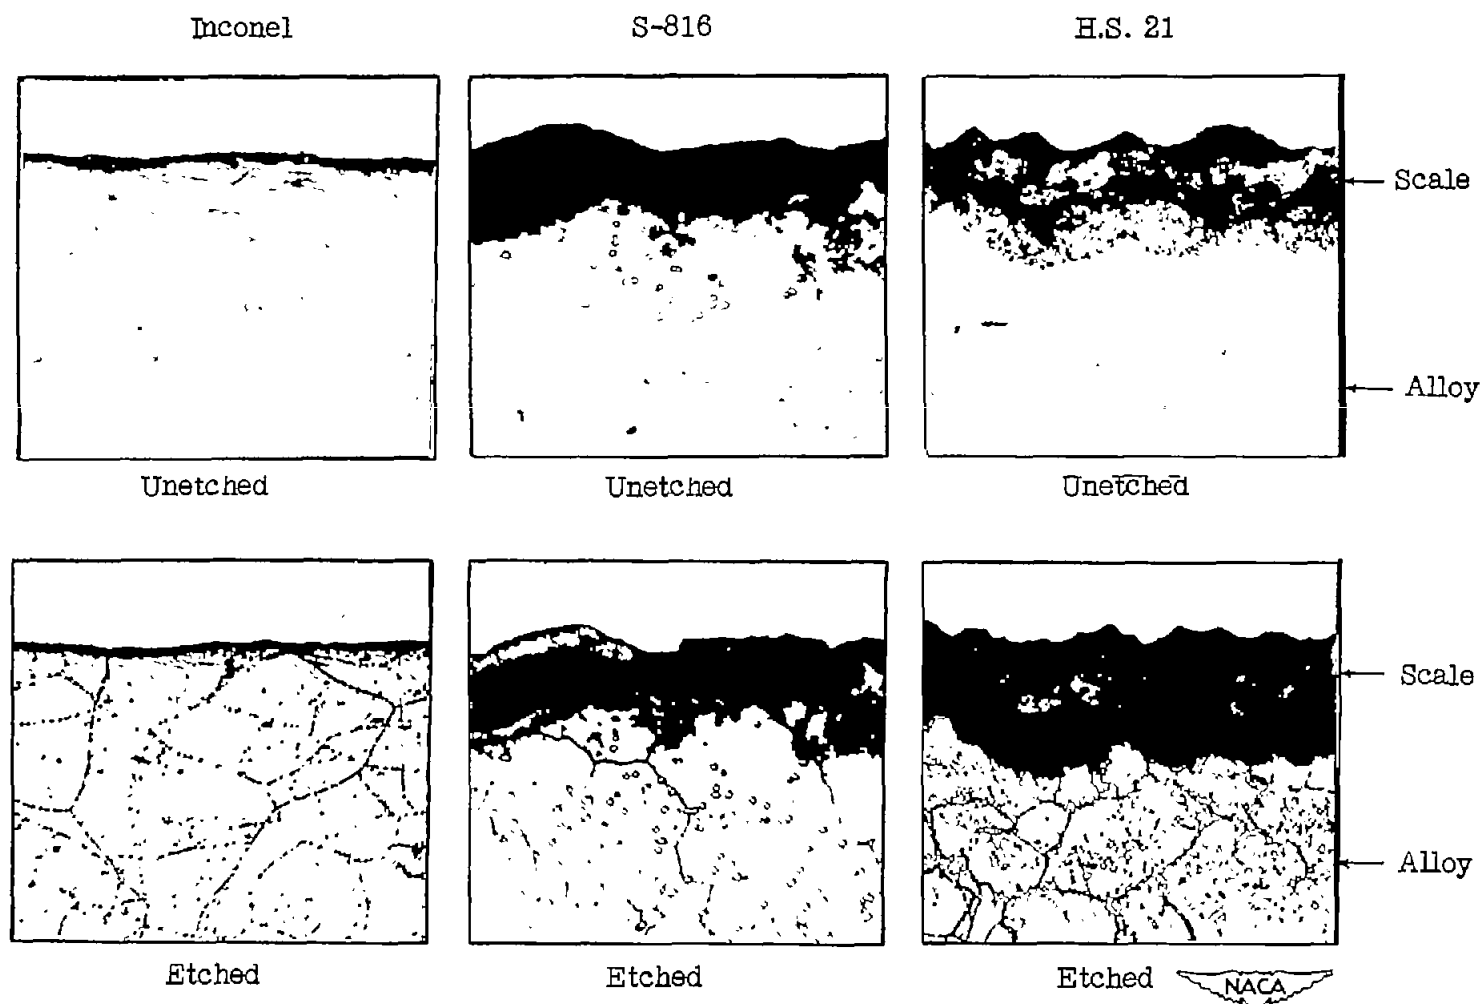 Inconel
S-816
H.S. 21
Scale
Alloy
Unetched
Unetched
Unetched
Scale
Alloy
Etched
Etched
Etched
NACA